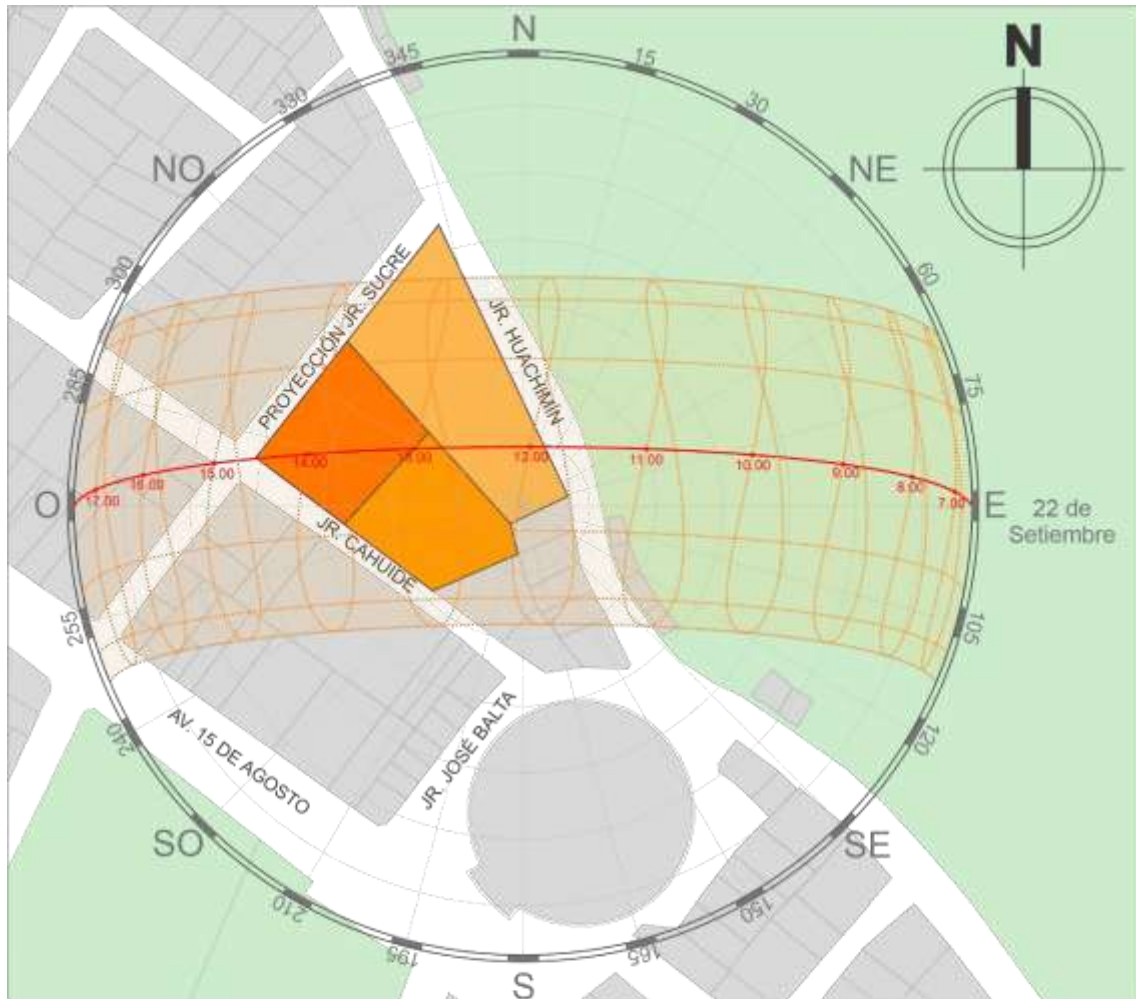 N
N
345
15
330
30
NO
NE
300
60
PROYECCIÓN JR. SUCRE
JR. HUACHIMÍN
285
75
15.00
14.00
13.00
12.00
11.00
10.00
9.00
16.00
8.00
17.00
7.00
O
E
22 de
Setiembre
JR. CAHUIDE
255
105
240
120
AV. 15 DE AGOSTO
JR. JOSÉ BALTA
SO
SE
210
150
195
165
S